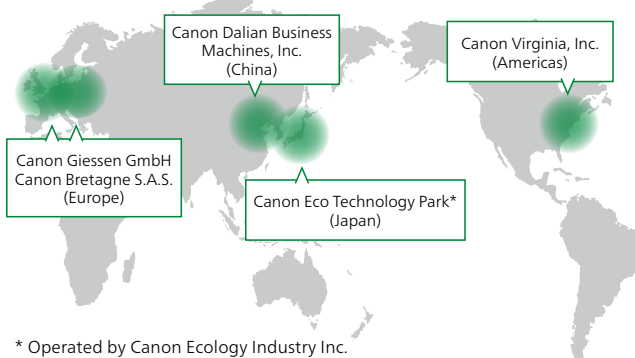 Canon Dalian Business
Machines, Inc.
(China)
Canon Virginia, Inc.
(Americas)
Canon Giessen GmbH
Canon Bretagne S.A.S.
(Europe)
Canon Eco Technology Park*
(Japan)
* Operated by Canon Ecology Industry Inc.